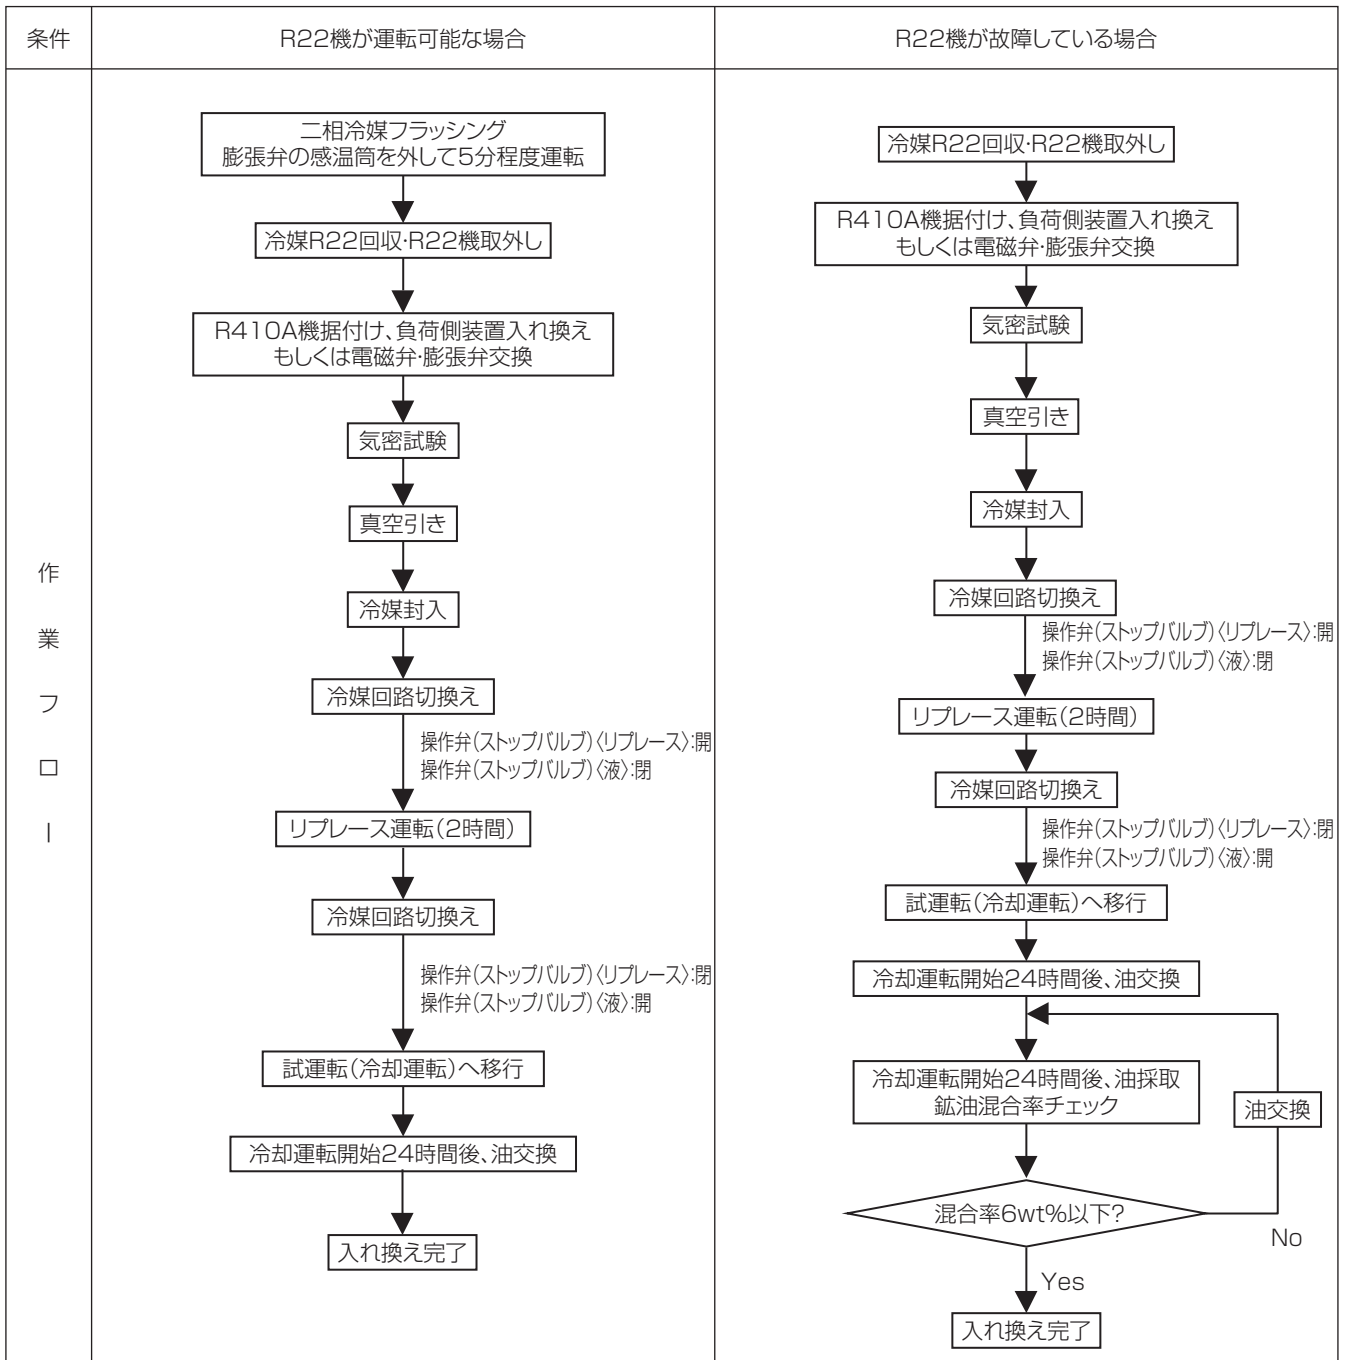 条件
R22機が運転可能な場合
R22機が故障している場合
作
業
フ
ロ
ー
二相冷媒フラッシング
膨張弁の感温筒を外して5分程度運転
冷媒R22回収･R22機取外し
R410A機据付け、負荷側装置入れ換え
もしくは電磁弁･膨張弁交換
気密試験
真空引き
冷媒封入
冷媒回路切換え
操作弁(ストップバルブ)〈リプレース〉:開
操作弁(ストップバルブ)〈液〉:閉
リプレース運転(2時間)
冷媒回路切換え
操作弁(ストップバルブ)〈リプレース〉:閉
操作弁(ストップバルブ)〈液〉:開
試運転(冷却運転)へ移行
冷却運転開始24時間後、油交換
入れ換え完了
冷媒R22回収･R22機取外し
R410A機据付け、負荷側装置入れ換え
もしくは電磁弁･膨張弁交換
気密試験
真空引き
冷媒封入
冷媒回路切換え
操作弁(ストップバルブ)〈リプレース〉:開
操作弁(ストップバルブ)〈液〉:閉
リプレース運転(2時間)
冷媒回路切換え
操作弁(ストップバルブ)〈リプレース〉:閉
操作弁(ストップバルブ)〈液〉:開
試運転(冷却運転)へ移行
冷却運転開始24時間後、油交換
冷却運転開始24時間後、油採取
鉱油混合率チェック
油交換
混合率6wt%以下?
No
Yes
入れ換え完了